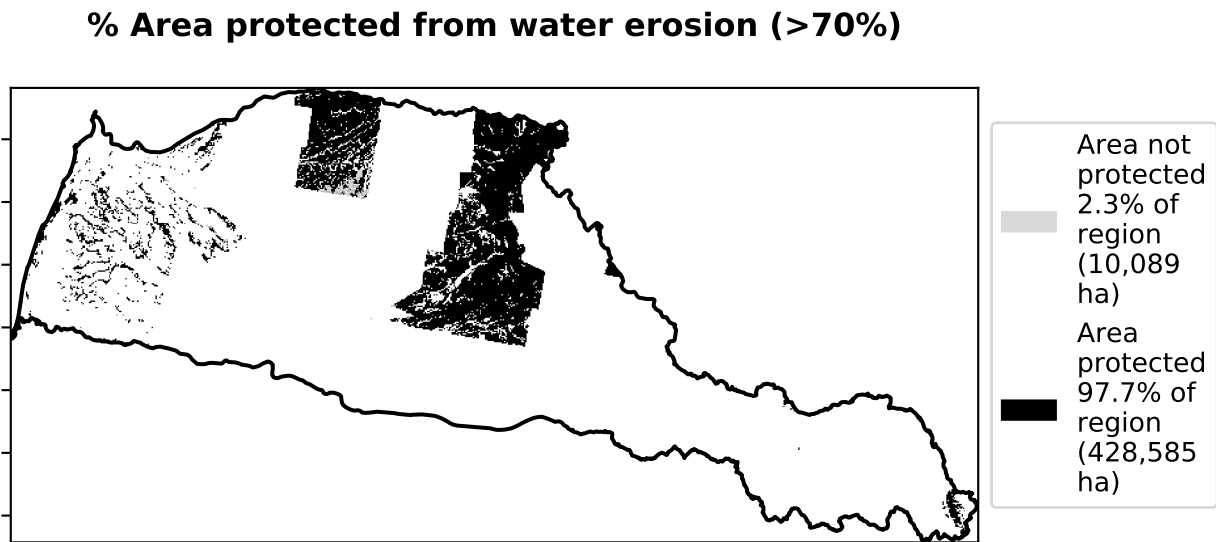 % Area protected from water erosion (>70%)
Area not
protected
2.3% of
region
(10,089
ha)
Area
protected
97.7% of
region
(428,585
ha)